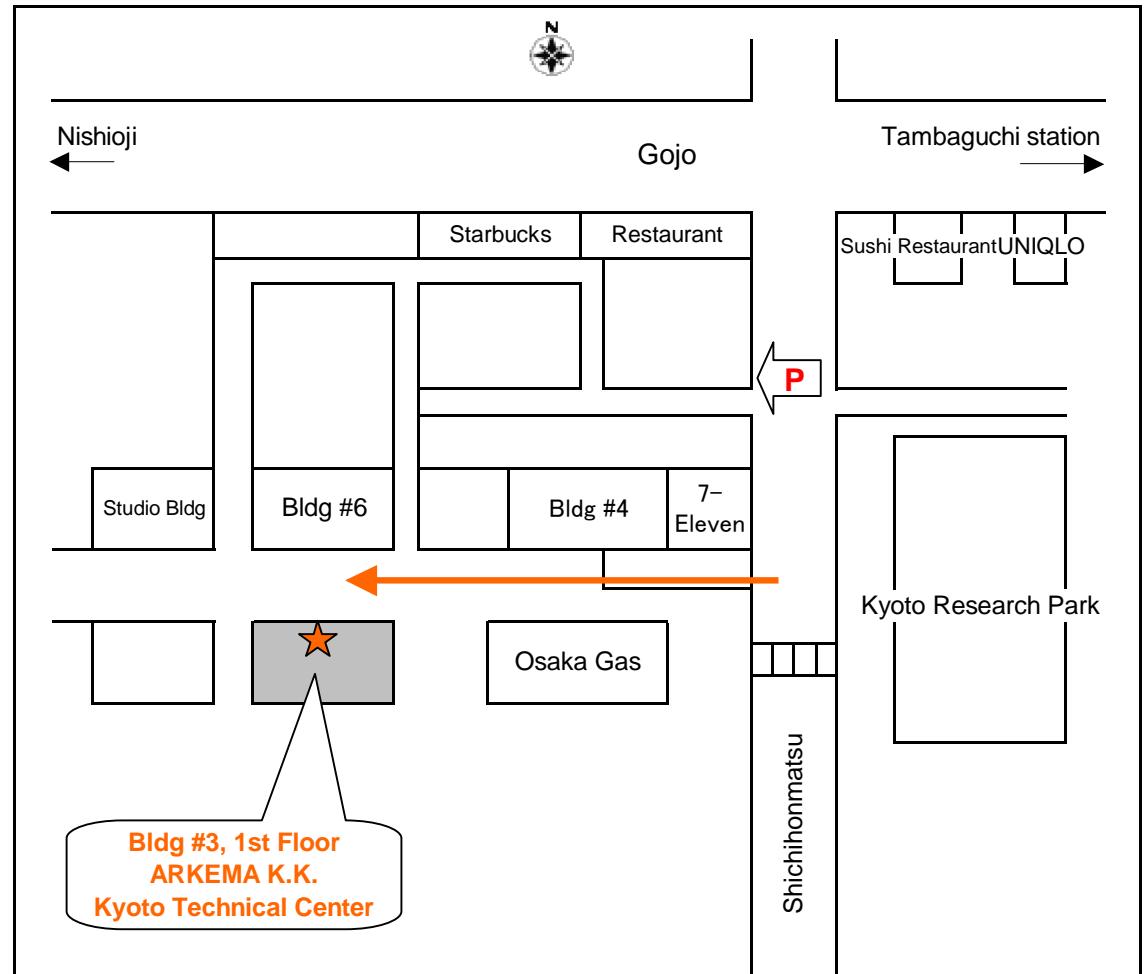 N
Nishioji
Gojo
Tambaguchi station
Starbucks
Restaurant
Sushi Restaurant
UNIQLO
P
Studio Bldg
Bldg #6
Bldg #4
7-
Eleven
Kyoto Research Park
Osaka Gas
Shichihonmatsu
Bldg #3, 1st Floor
ARKEMA K.K.
Kyoto Technical Center